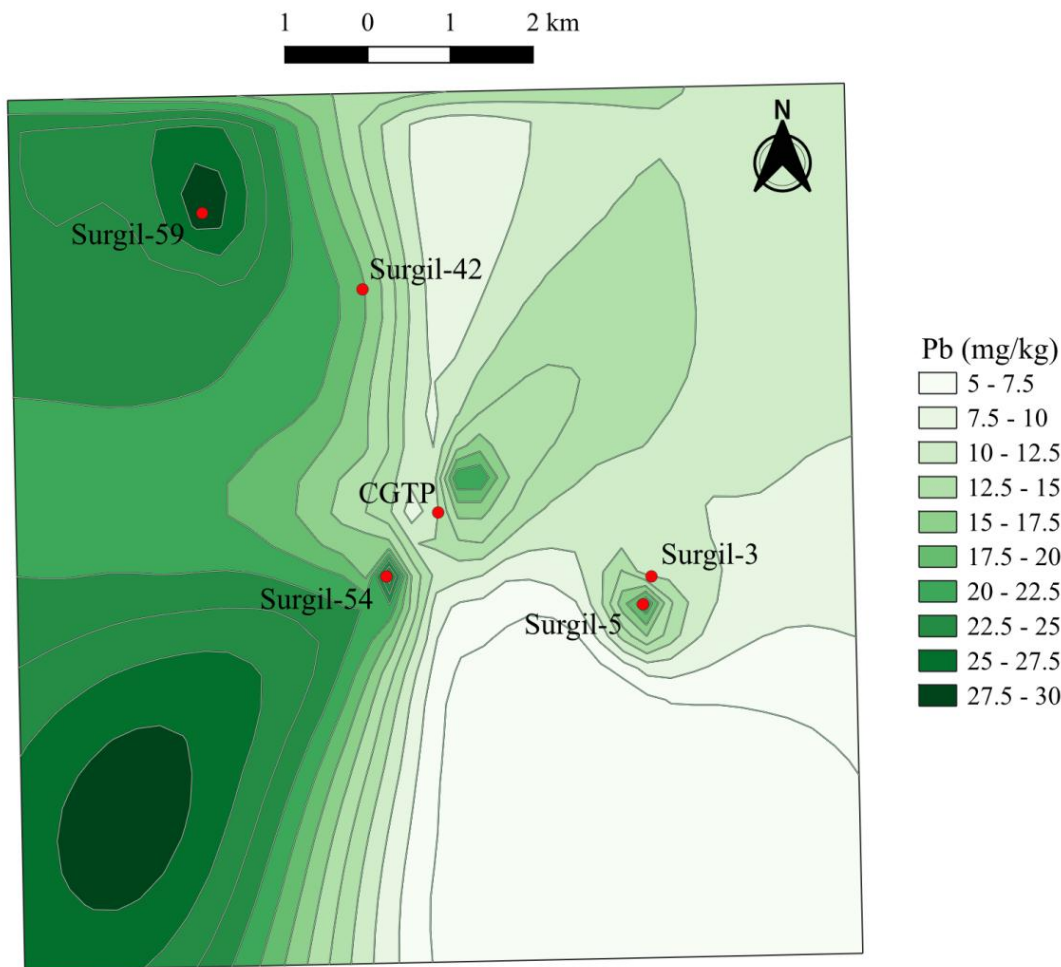 1 0 1 2 km
N
Surgil-59
Surgil-42
CGTP
Surgil-3
Surgil-54
Surgil-5
Pb (mg/kg)
5 - 7.5
7.5 - 10
10 - 12.5
12.5 - 15
15 - 17.5
17.5 - 20
20 - 22.5
22.5 - 25
25 - 27.5
27.5 - 30